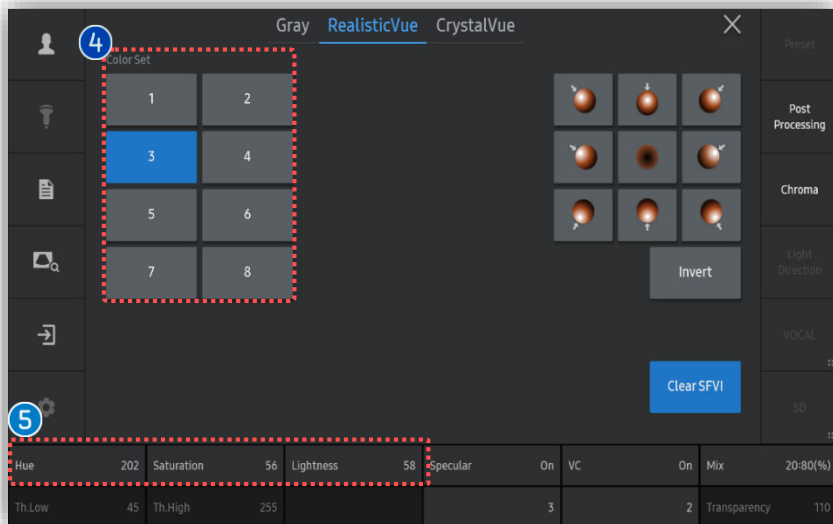 Gray RealisticVue CrystalVue
4
Color Set
1 2
3 4
5 6
7 8
Invert
Clear SFVI
Preset
Post
Processing
Chroma
Light
Direction
VOCAL
5D
5
Hue 202 Saturation 56 Lightness 58 Specular On VC On Mix 20:80(%)
Th.Low 45 Th.High 255 3 2 Transparency 110